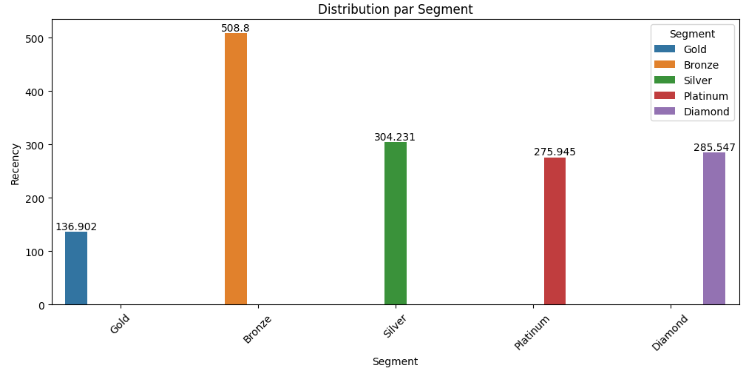 Distribution par Segment
Segment
Gold
Bronze
Silver
Platinum
Diamond
508.8
304.231
275.945
285.547
136.902
Recency
500
400
300
200
100
0
Gold
Bronze
Silver
Platinum
Diamond
Segment